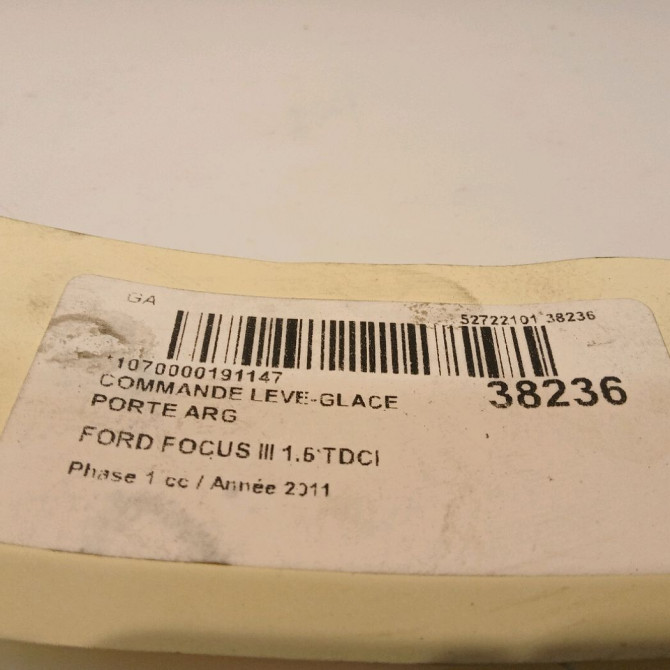 GA
52722101 38236
*1070000191147
38236
COMMANDE LEVE-GLACE
PORTE ARG
FORD FOCUS III 1.6 TDCI
Phase 1 cc / Année 2011